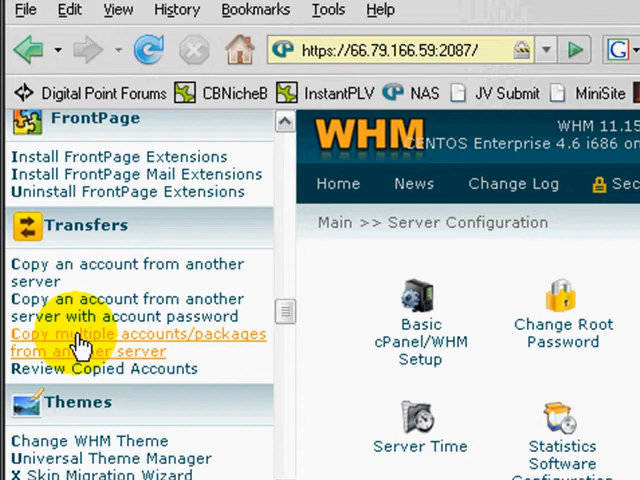 File Edit View History Bookmarks Tools Help
https://66.79.166.59:2087/
Digital Point Forums CBNicheB InstantPLV NAS JV Submit MiniSite
FrontPage
Install FrontPage Extensions
Install FrontPage Mail Extensions
Uninstall FrontPage Extensions
Transfers
Copy an account from another
server
Copy an account from another
server with account password
Copy multiple accounts/packages
from another server
Review Copied Accounts
Themes
Change WHM Theme
Universal Theme Manager
X Skin Migration Wizard
WHM
WHM 11.15
CENTOS Enterprise 4.6 i686 on
Home News Change Log Sec
Main >> Server Configuration
Basic
cPanel/WHM
Setup
Change Root
Password
Server Time
Statistics
Software
Configuration